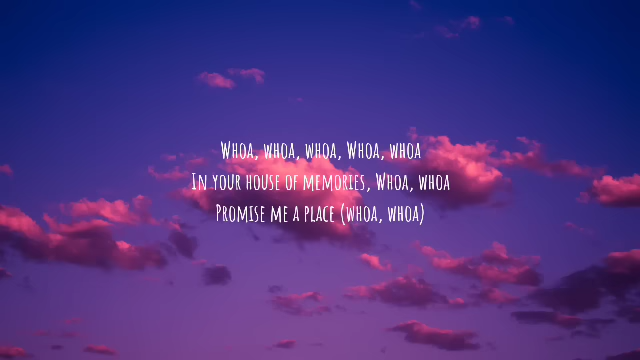 Whoa, whoa, whoa, Whoa, whoa
In your house of memories, Whoa, whoa
Promise me a place (whoa, whoa)